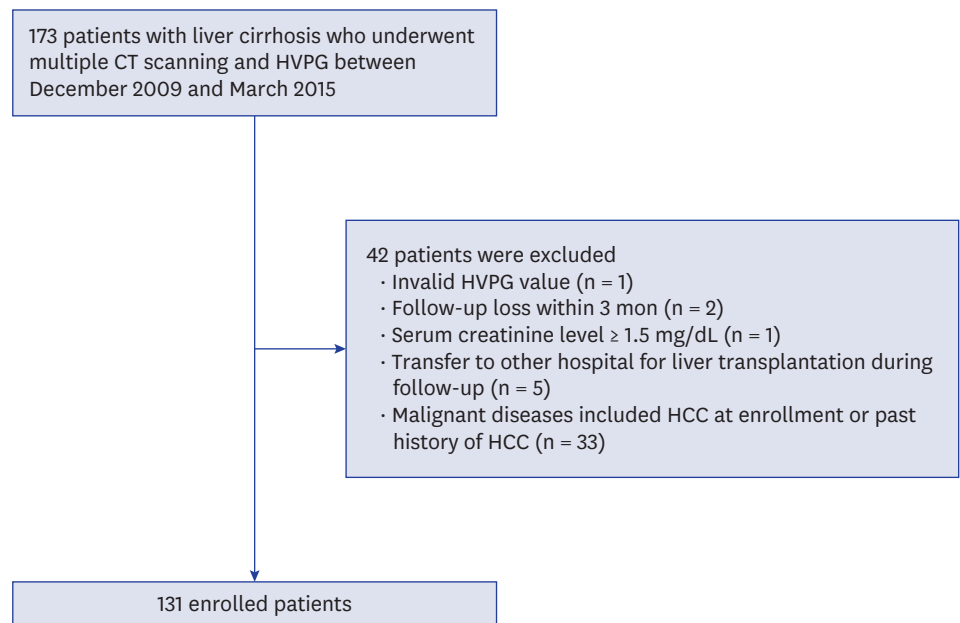 173 patients with liver cirrhosis who underwent
multiple CT scanning and HVPG between
December 2009 and March 2015
42 patients were excluded
· Invalid HVPG value (n = 1)
· Follow-up loss within 3 mon (n = 2)
· Serum creatinine level ≥ 1.5 mg/dL (n = 1)
· Transfer to other hospital for liver transplantation during
follow-up (n = 5)
· Malignant diseases included HCC at enrollment or past
history of HCC (n = 33)
131 enrolled patients